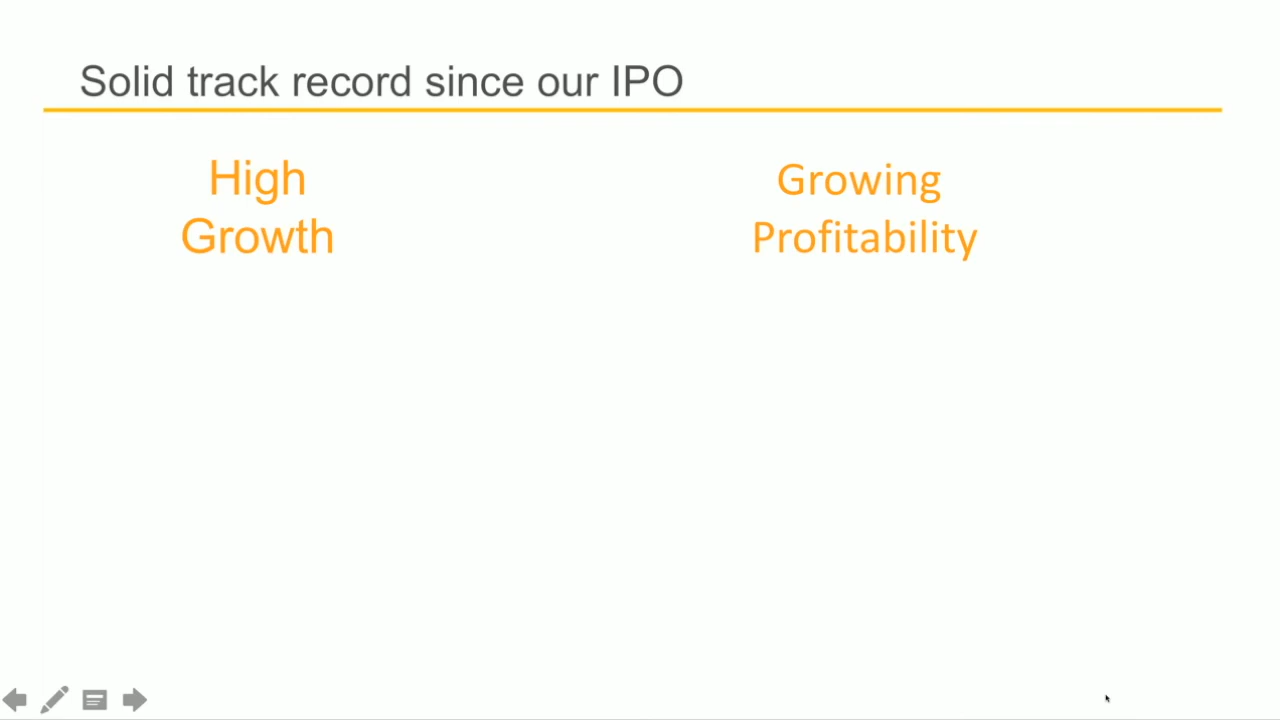 Solid track record since our IPO
High
Growth
Growing
Profitability